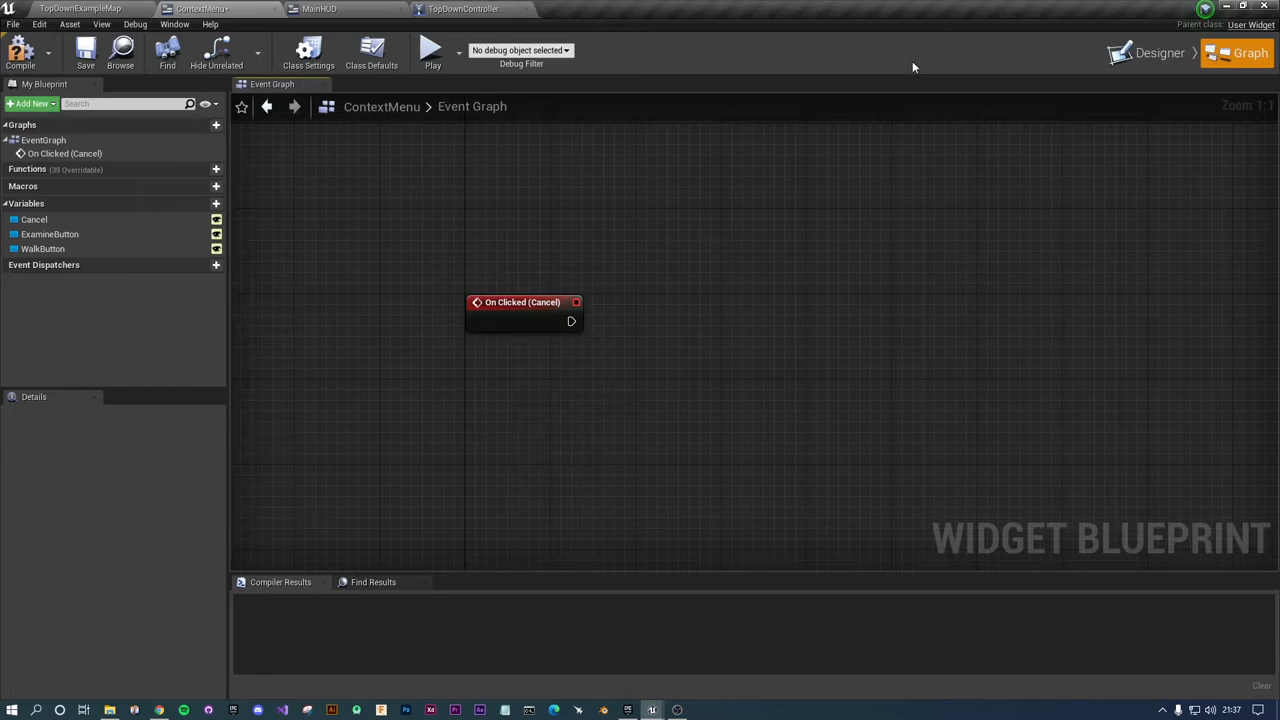 TopDownExampleMap
ContextMenu*
MainHUD
TopDownController
File Edit Asset View Debug Window Help
Parent class: User Widget
Compile
Save
Browse
Find
Hide Unrelated
Class Settings
Class Defaults
Play
No debug object selected
Debug Filter
Designer
Graph
My Blueprint
Event Graph
+Add New
Search
ContextMenu > Event Graph
Zoom 1:1
Graphs
EventGraph
On Clicked (Cancel)
Functions (39 Overridable)
Macros
Variables
Cancel
ExamineButton
WalkButton
Event Dispatchers
On Clicked (Cancel)
Details
WIDGET BLUEPRINT
Compiler Results
Find Results
Clear
21:37